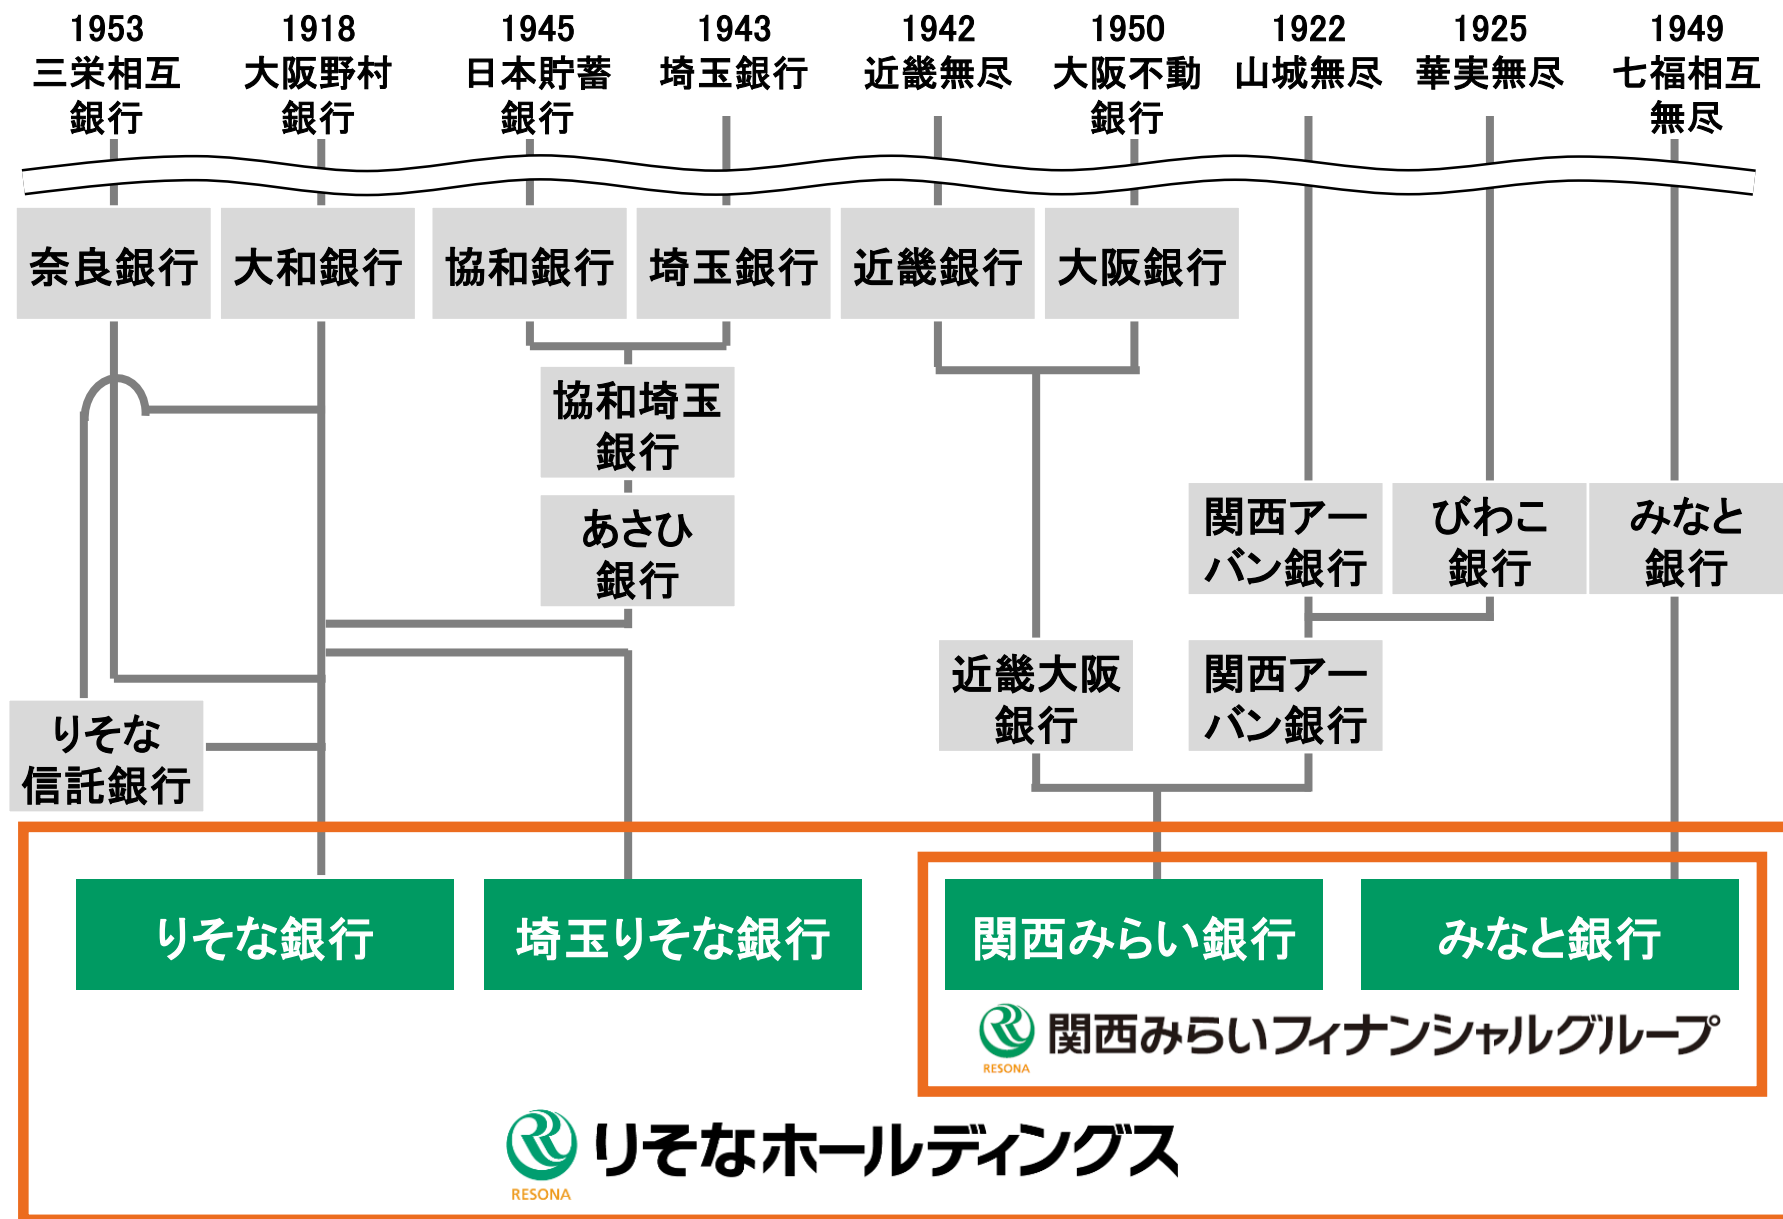 1953
三栄相互
銀行
1918
大阪野村
銀行
1945
日本貯蓄
銀行
1943
埼玉銀行
1942
近畿無尽
1950
大阪不動
銀行
1922
山城無尽
1925
華実無尽
1949
七福相互
無尽
奈良銀行
大和銀行
協和銀行
埼玉銀行
近畿銀行
大阪銀行
協和埼玉
銀行
あさひ
銀行
関西アー
バン銀行
びわこ
銀行
みなと
銀行
近畿大阪
銀行
関西アー
バン銀行
りそな
信託銀行
りそな銀行
埼玉りそな銀行
関西みらい銀行
みなと銀行
RESONA
関西みらいフィナンシャルグループ
RESONA
りそなホールディングス